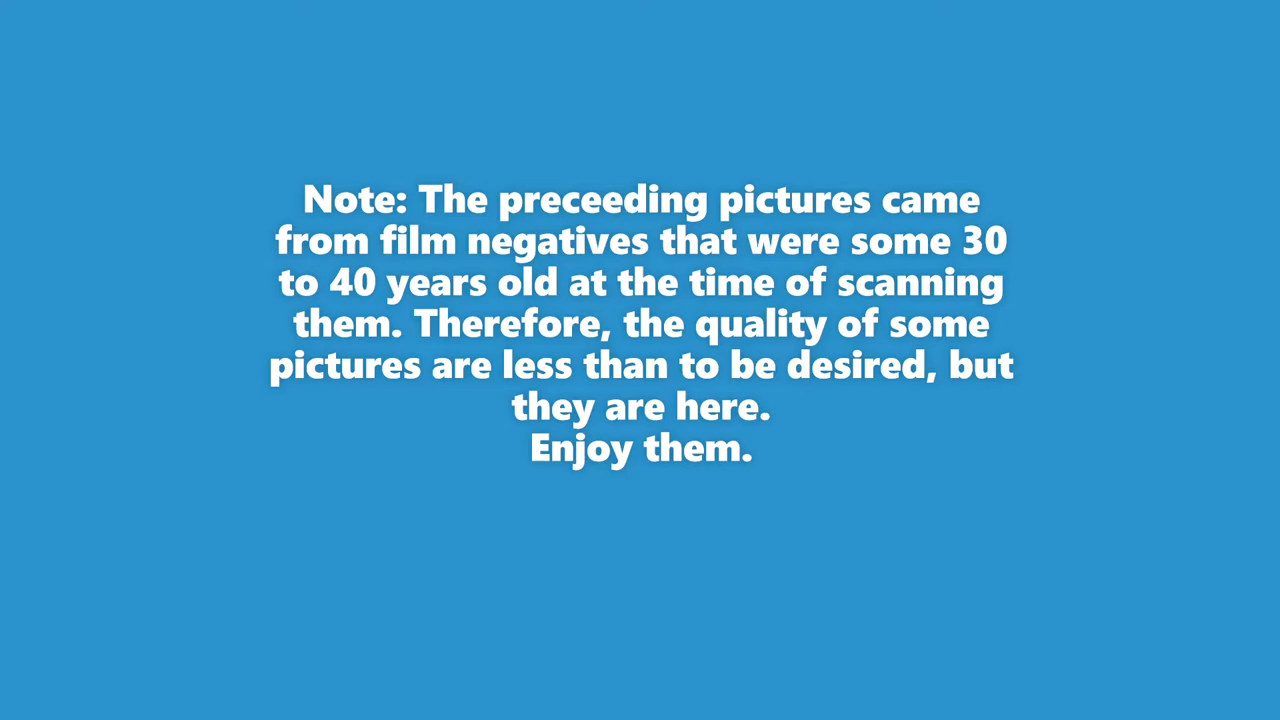 Note: The preceeding pictures came
from film negatives that were some 30
to 40 years old at the time of scanning
them. Therefore, the quality of some
pictures are less than to be desired, but
they are here.
Enjoy them.